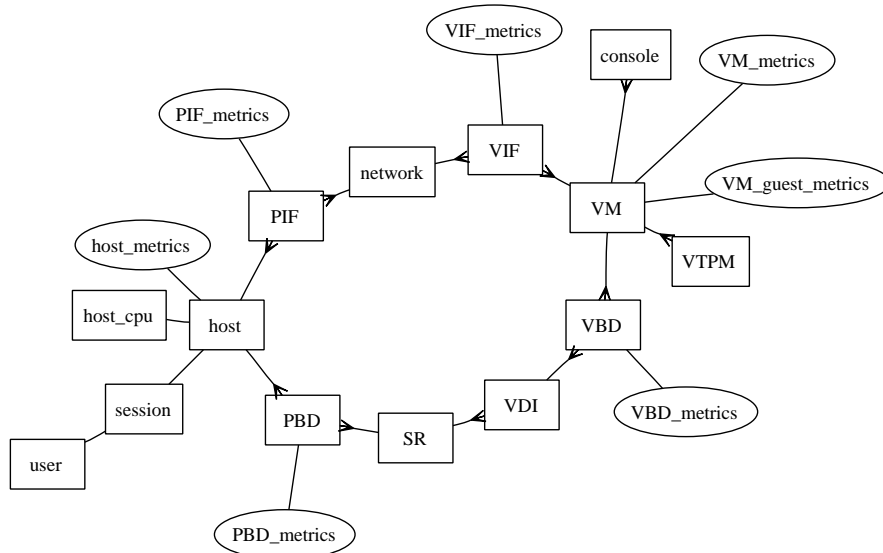 VIF_metrics
console
VM_metrics
PIF_metrics
VIF
network
VM_guest_metrics
PIF
VM
host_metrics
VTPM
host_cpu
host
VBD
session
VDI
VBD_metrics
PBD
SR
user
PBD_metrics